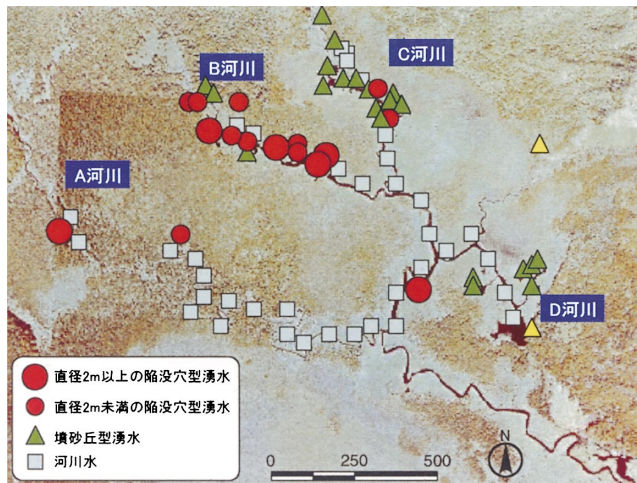 C河川
B河川
A河川
D河川
直径2m以上の陥没穴型湧水
直径2m未満の陥没穴型湧水
墳砂丘型湧水
河川水
0 250 500
N